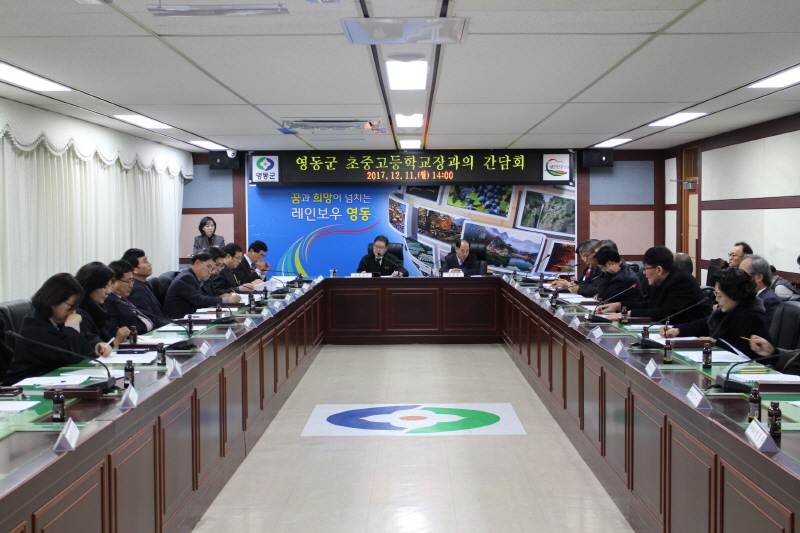 영동군 초중고등학교장과의 간담회
영동군
2017. 12. 11.(월) 14:00
꿈과 희망이 넘치는
레인보우 영동